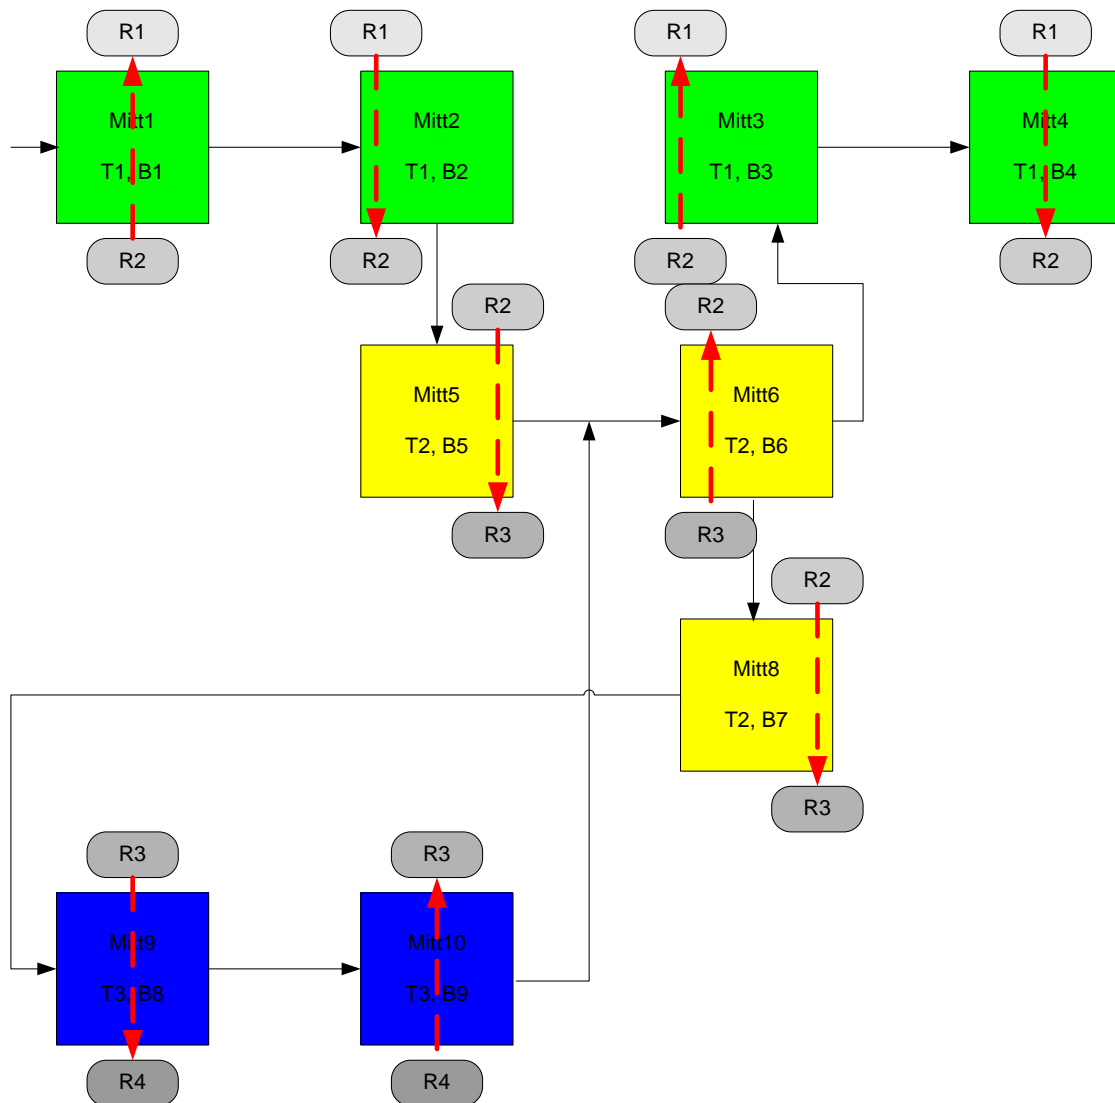 R1
R1
R1
R1
Mitt1
T1, B1
Mitt2
T1, B2
Mitt3
T1, B3
Mitt4
T1, B4
R2
R2
R2
R2
R2
R2
Mitt5
T2, B5
Mitt6
T2, B6
R3
R3
R2
Mitt8
T2, B7
R3
R3
R3
Mitt9
T3, B8
Mitt10
T3, B9
R4
R4